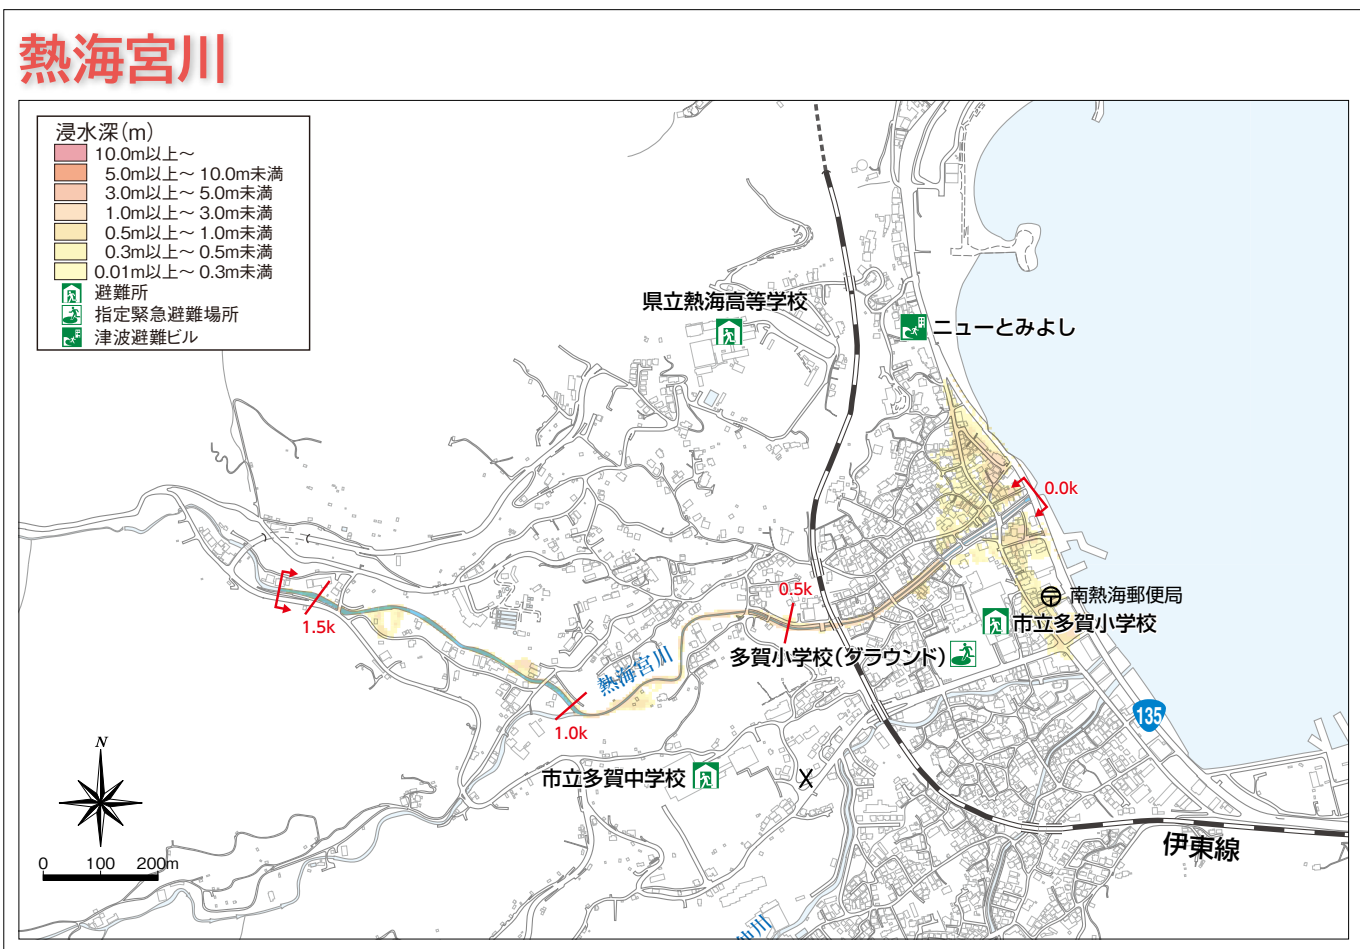 熱海宮川
浸水深(m)
10.0m以上～
5.0m以上～ 10.0m未満
3.0m以上～ 5.0m未満
1.0m以上～ 3.0m未満
0.5m以上～ 1.0m未満
0.3m以上～ 0.5m未満
0.01m以上～ 0.3m未満
避難所
指定緊急避難場所
津波避難ビル
県立熱海高等学校
ニューとみよし
0.0k
0.5k
1.5k
南熱海郵便局
市立多賀小学校
多賀小学校(グラウンド)
熱海宮川
1.0k
135
市立多賀中学校
N
0 100 200m
伊東線